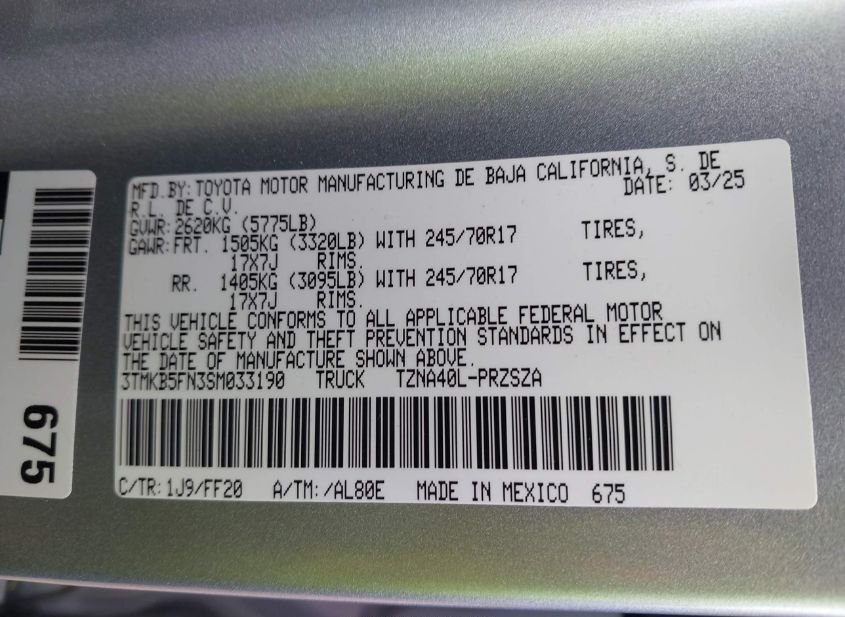 MFD.BY:TOYOTA MOTOR MANUFACTURING DE BAJA CALIFORNIA, S. DE
R.L. DE C.V. DATE: 03/25
GVWR:2620KG (5775LB)
GAWR:FRT. 1505KG (3320LB) WITH 245/70R17 TIRES,
17X7J RIMS.
RR. 1405KG (3095LB) WITH 245/70R17 TIRES,
17X7J RIMS.
THIS VEHICLE CONFORMS TO ALL APPLICABLE FEDERAL MOTOR
VEHICLE SAFETY AND THEFT PREVENTION STANDARDS IN EFFECT ON
THE DATE OF MANUFACTURE SHOWN ABOVE.
3TMKB5FN3SM033190 TRUCK TZNA40L-PRZSZA
C/TR:1J9/FF20 A/TM:/AL80E MADE IN MEXICO 675
675